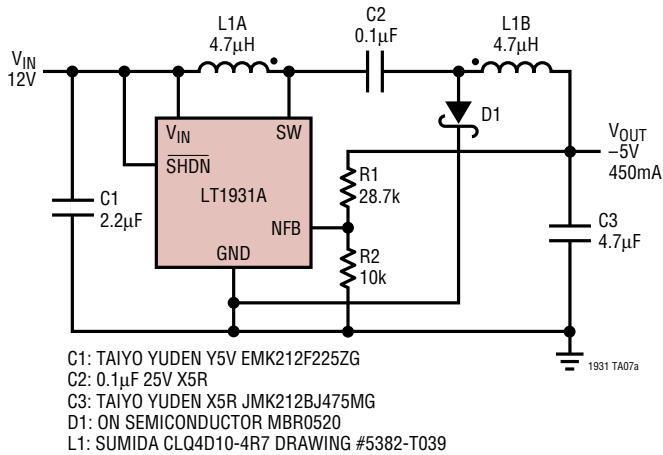 L1A
4.7µH
C2
0.1µF
L1B
4.7µH
VIN
12V
VIN
SW
D1
SHDN
LT1931A
R1
28.7k
VOUT
–5V
450mA
C1
2.2µF
NFB
C3
4.7µF
GND
R2
10k
1931 TA07a
C1: TAIYO YUDEN Y5V EMK212F225ZG
C2: 0.1µF 25V X5R
C3: TAIYO YUDEN X5R JMK212BJ475MG
D1: ON SEMICONDUCTOR MBR0520
L1: SUMIDA CLQ4D10-4R7 DRAWING #5382-T039